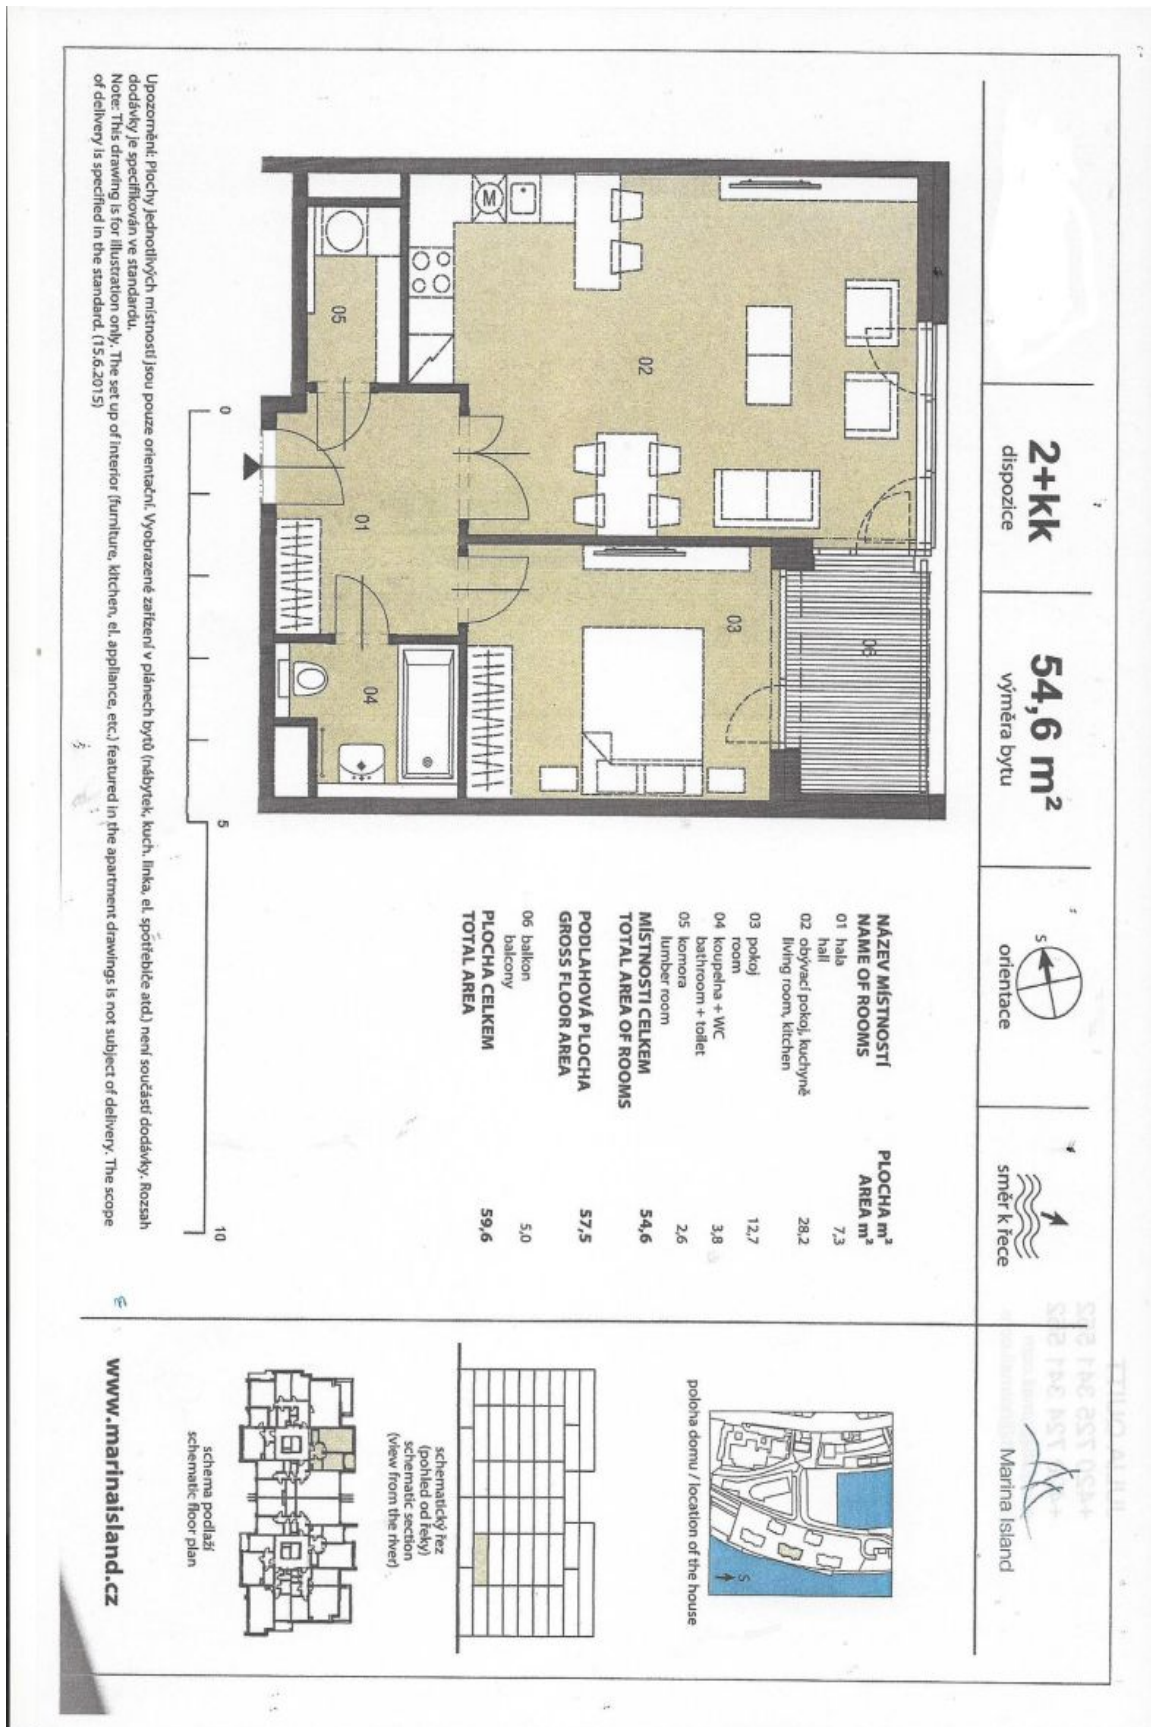 2+kk
dispozice
54,6 m²
výměra bytu
S
orientace
směr k řece
Marina Island
M
01
02
03
04
05
06
NÁZEV MÍSTNOSTÍ PLOCHA m²
NAME OF ROOMS AREA m²
01 hala 7,3
hall
02 obývací pokoj, kuchyně 28,2
living room, kitchen
03 pokoj 12,7
room
04 koupelna + WC 3,8
bathroom + toilet
05 komora 2,6
lumber room
MÍSTNOSTI CELKEM 54,6
TOTAL AREA OF ROOMS
PODLAHOVÁ PLOCHA 57,5
GROSS FLOOR AREA
06 balkon 5,0
balcony
PLOCHA CELKEM 59,6
TOTAL AREA
0 5 10
Upozornění: Plochy jednotlivých místností jsou pouze orientační. Vyobrazené zařízení v plánech bytů (nábytek, kuch. linka, el. spotřebiče atd.) není součástí dodávky. Rozsah
dodávky je specifikován ve standardu.
Note: This drawing is for illustration only. The set up of interior (furniture, kitchen, el. appliance, etc.) featured in the apartment drawings is not subject of delivery. The scope
of delivery is specified in the standard. (15.6.2015)
S
poloha domu / location of the house
schematický řez
(pohled od řeky)
schematic section
(view from the river)
schema podlaží
schematic floor plan
www.marinaisland.cz